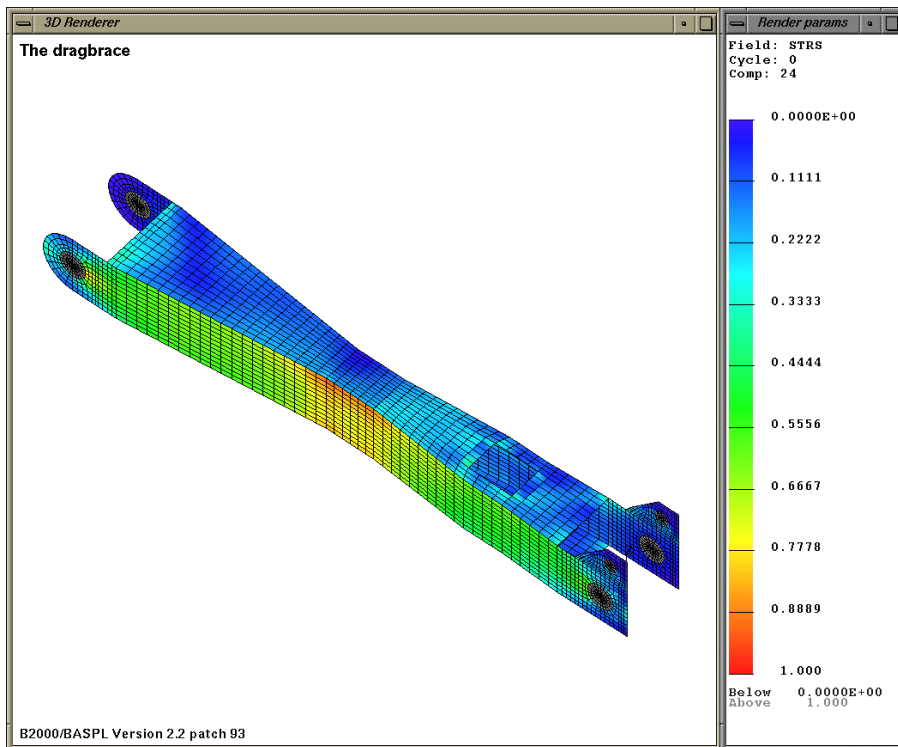 3D Renderer
The dragbrace
B2000/BASPL Version 2.2 patch 93
Render params
Field: STRS
Cycle: 0
Comp: 24
0.0000E+00
0.1111
0.2222
0.3333
0.4444
0.5556
0.6667
0.7778
0.8889
1.000
Below 0.0000E+00
Above 1.000